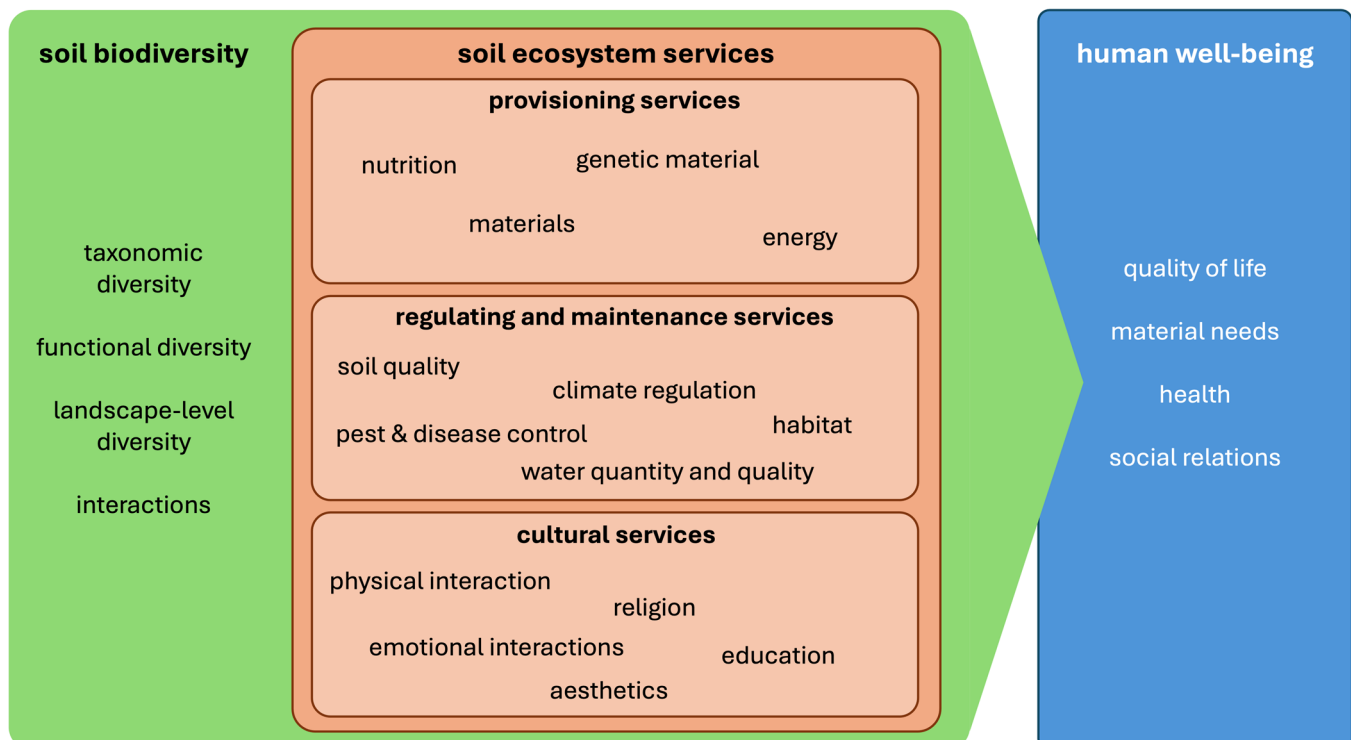 soil biodiversity
taxonomic
diversity
functional diversity
landscape-level
diversity
interactions
soil ecosystem services
provisioning services
nutrition
genetic material
materials
energy
regulating and maintenance services
soil quality
climate regulation
habitat
pest & disease control
water quantity and quality
cultural services
physical interaction
religion
emotional interactions
education
aesthetics
human well-being
quality of life
material needs
health
social relations